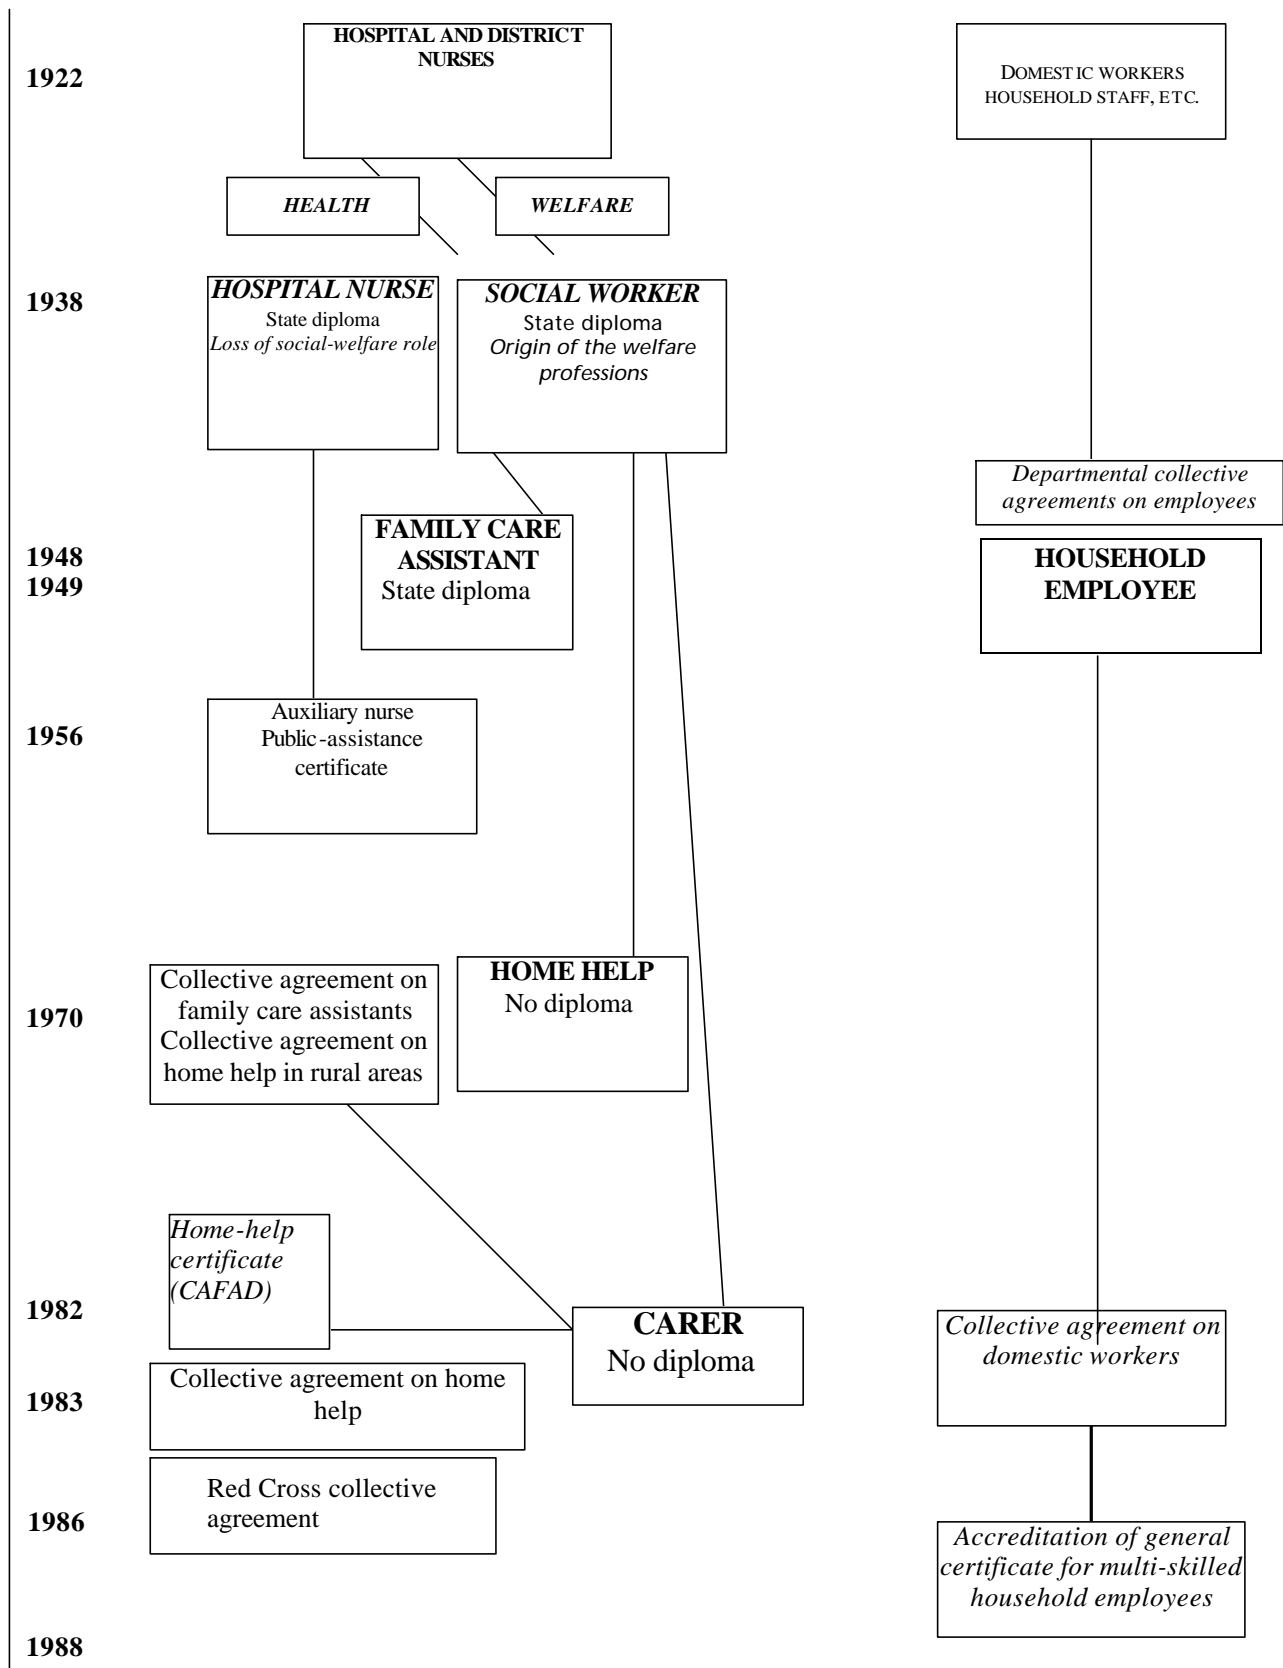 HOSPITAL AND DISTRICT
NURSES
1922
DOMESTIC WORKERS
HOUSEHOLD STAFF, ETC.
HEALTH
WELFARE
1938
HOSPITAL NURSE
State diploma
Loss of social-welfare role
SOCIAL WORKER
State diploma
Origin of the welfare
professions
Departmental collective
agreements on employees
1948
1949
FAMILY CARE
ASSISTANT
State diploma
HOUSEHOLD
EMPLOYEE
1956
Auxiliary nurse
Public-assistance
certificate
1970
Collective agreement on
family care assistants
Collective agreement on
home help in rural areas
HOME HELP
No diploma
Home-help
certificate
(CAFAD)
1982
CARER
No diploma
Collective agreement on
domestic workers
1983
Collective agreement on home
help
1986
Red Cross collective
agreement
Accreditation of general
certificate for multi-skilled
household employees
1988